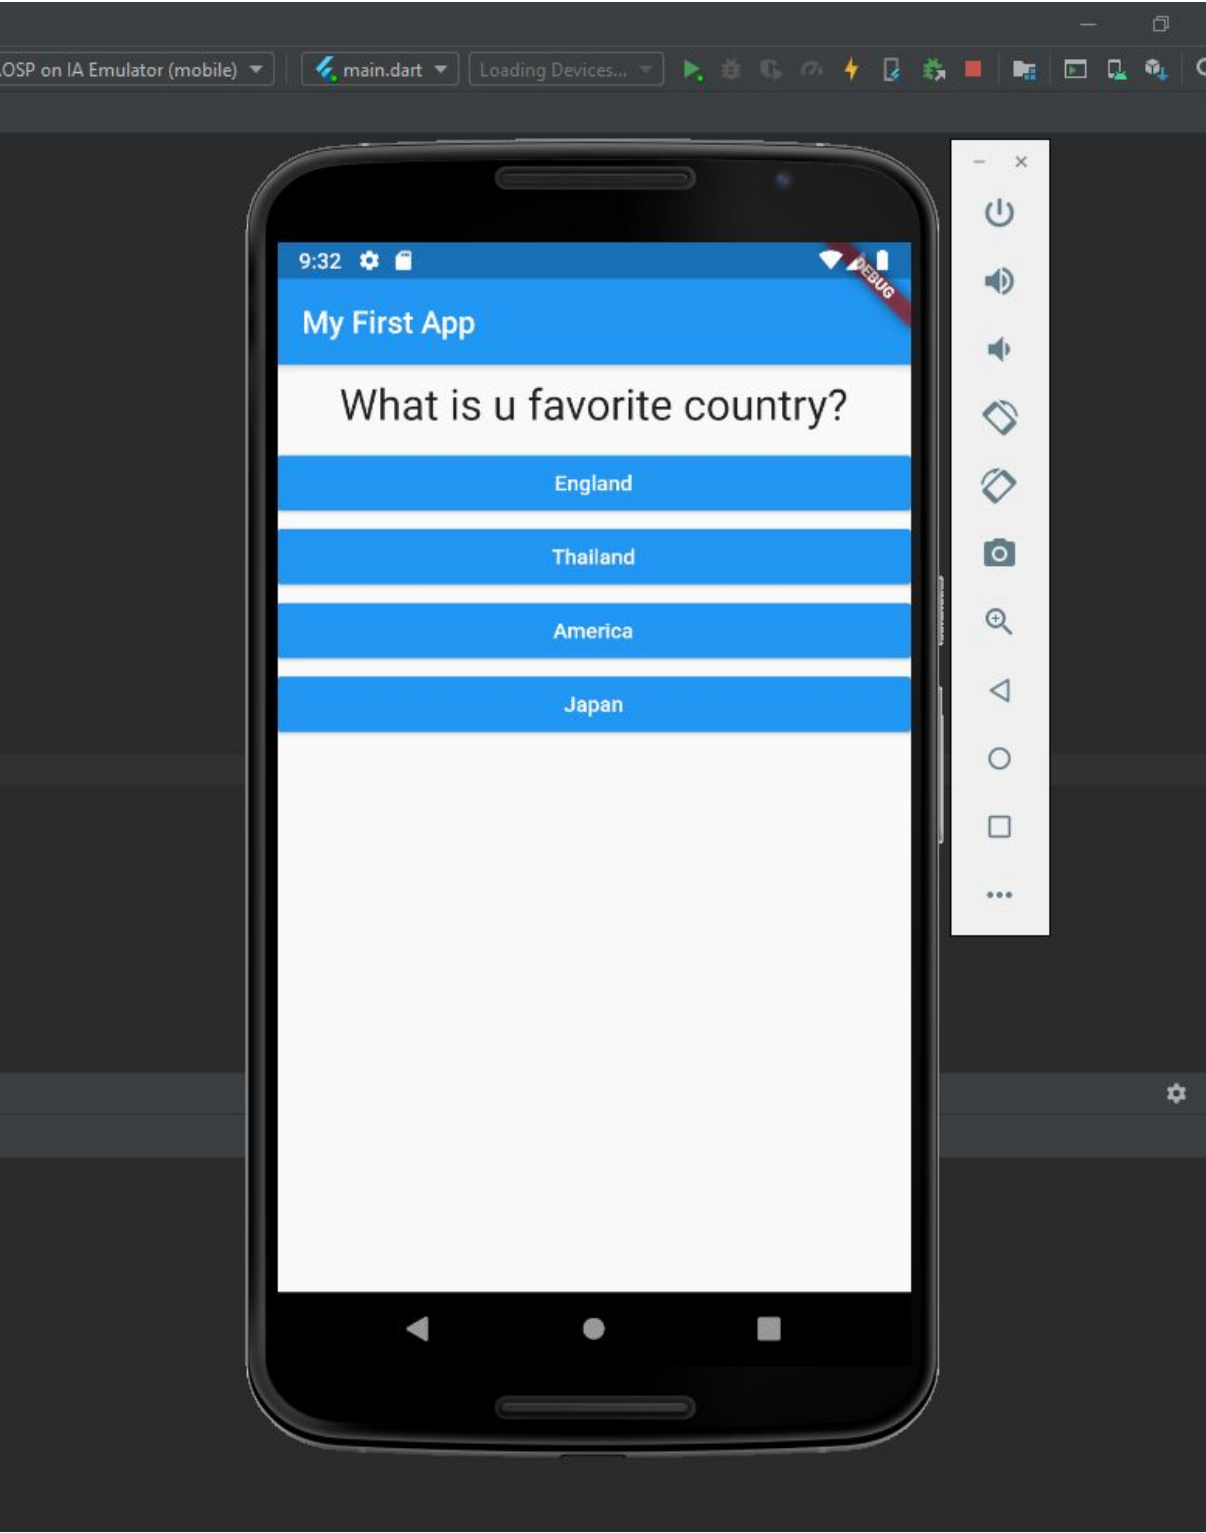 OSP on IA Emulator (mobile) main.dart Loading Devices...
9:32
DEBUG
My First App
What is u favorite country?
England
Thailand
America
Japan